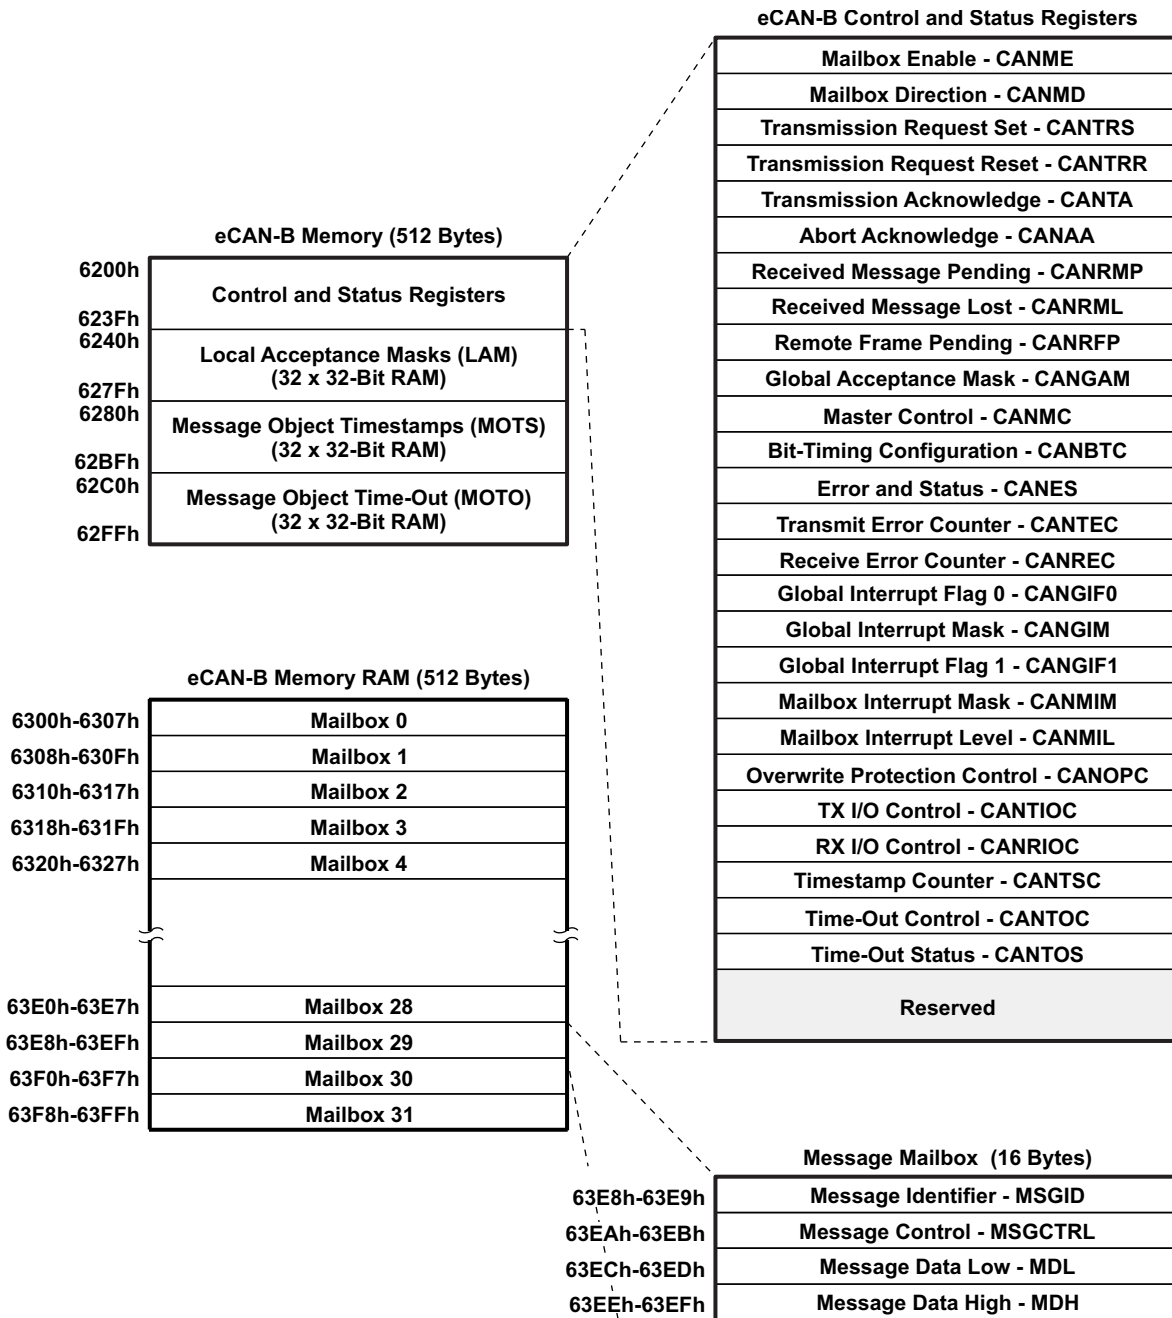 eCAN-B Control and Status Registers
Mailbox Enable - CANME
Mailbox Direction - CANMD
Transmission Request Set - CANTRS
Transmission Request Reset - CANTRR
Transmission Acknowledge - CANTA
Abort Acknowledge - CANAA
Received Message Pending - CANRMP
Received Message Lost - CANRML
Remote Frame Pending - CANRFP
Global Acceptance Mask - CANGAM
Master Control - CANMC
Bit-Timing Configuration - CANBTC
Error and Status - CANES
Transmit Error Counter - CANTEC
Receive Error Counter - CANREC
Global Interrupt Flag 0 - CANGIF0
Global Interrupt Mask - CANGIM
Global Interrupt Flag 1 - CANGIF1
Mailbox Interrupt Mask - CANMIM
Mailbox Interrupt Level - CANMIL
Overwrite Protection Control - CANOPC
TX I/O Control - CANTIOC
RX I/O Control - CANRIOC
Timestamp Counter - CANTSC
Time-Out Control - CANTOC
Time-Out Status - CANTOS
Reserved
eCAN-B Memory (512 Bytes)
6200h
Control and Status Registers
623Fh
6240h
Local Acceptance Masks (LAM)
(32 x 32-Bit RAM)
627Fh
6280h
Message Object Timestamps (MOTS)
(32 x 32-Bit RAM)
62BFh
62C0h
Message Object Time-Out (MOTO)
(32 x 32-Bit RAM)
62FFh
eCAN-B Memory RAM (512 Bytes)
6300h-6307h Mailbox 0
6308h-630Fh Mailbox 1
6310h-6317h Mailbox 2
6318h-631Fh Mailbox 3
6320h-6327h Mailbox 4
63E0h-63E7h Mailbox 28
63E8h-63EFh Mailbox 29
63F0h-63F7h Mailbox 30
63F8h-63FFh Mailbox 31
Message Mailbox (16 Bytes)
63E8h-63E9h Message Identifier - MSGID
63EAh-63EBh Message Control - MSGCTRL
63ECh-63EDh Message Data Low - MDL
63EEh-63EFh Message Data High - MDH